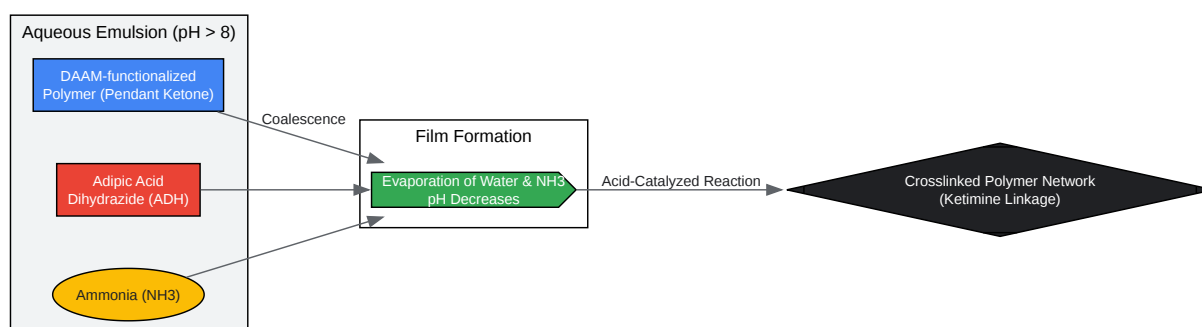 Aqueous Emulsion (pH > 8)
DAAM-functionalized
Polymer (Pendant Ketone)
Coalescence
Film Formation
Adipic Acid
Dihydrazide (ADH)
Evaporation of Water & NH3
pH Decreases
Acid-Catalyzed Reaction
Crosslinked Polymer Network
(Ketimine Linkage)
Ammonia (NH3)